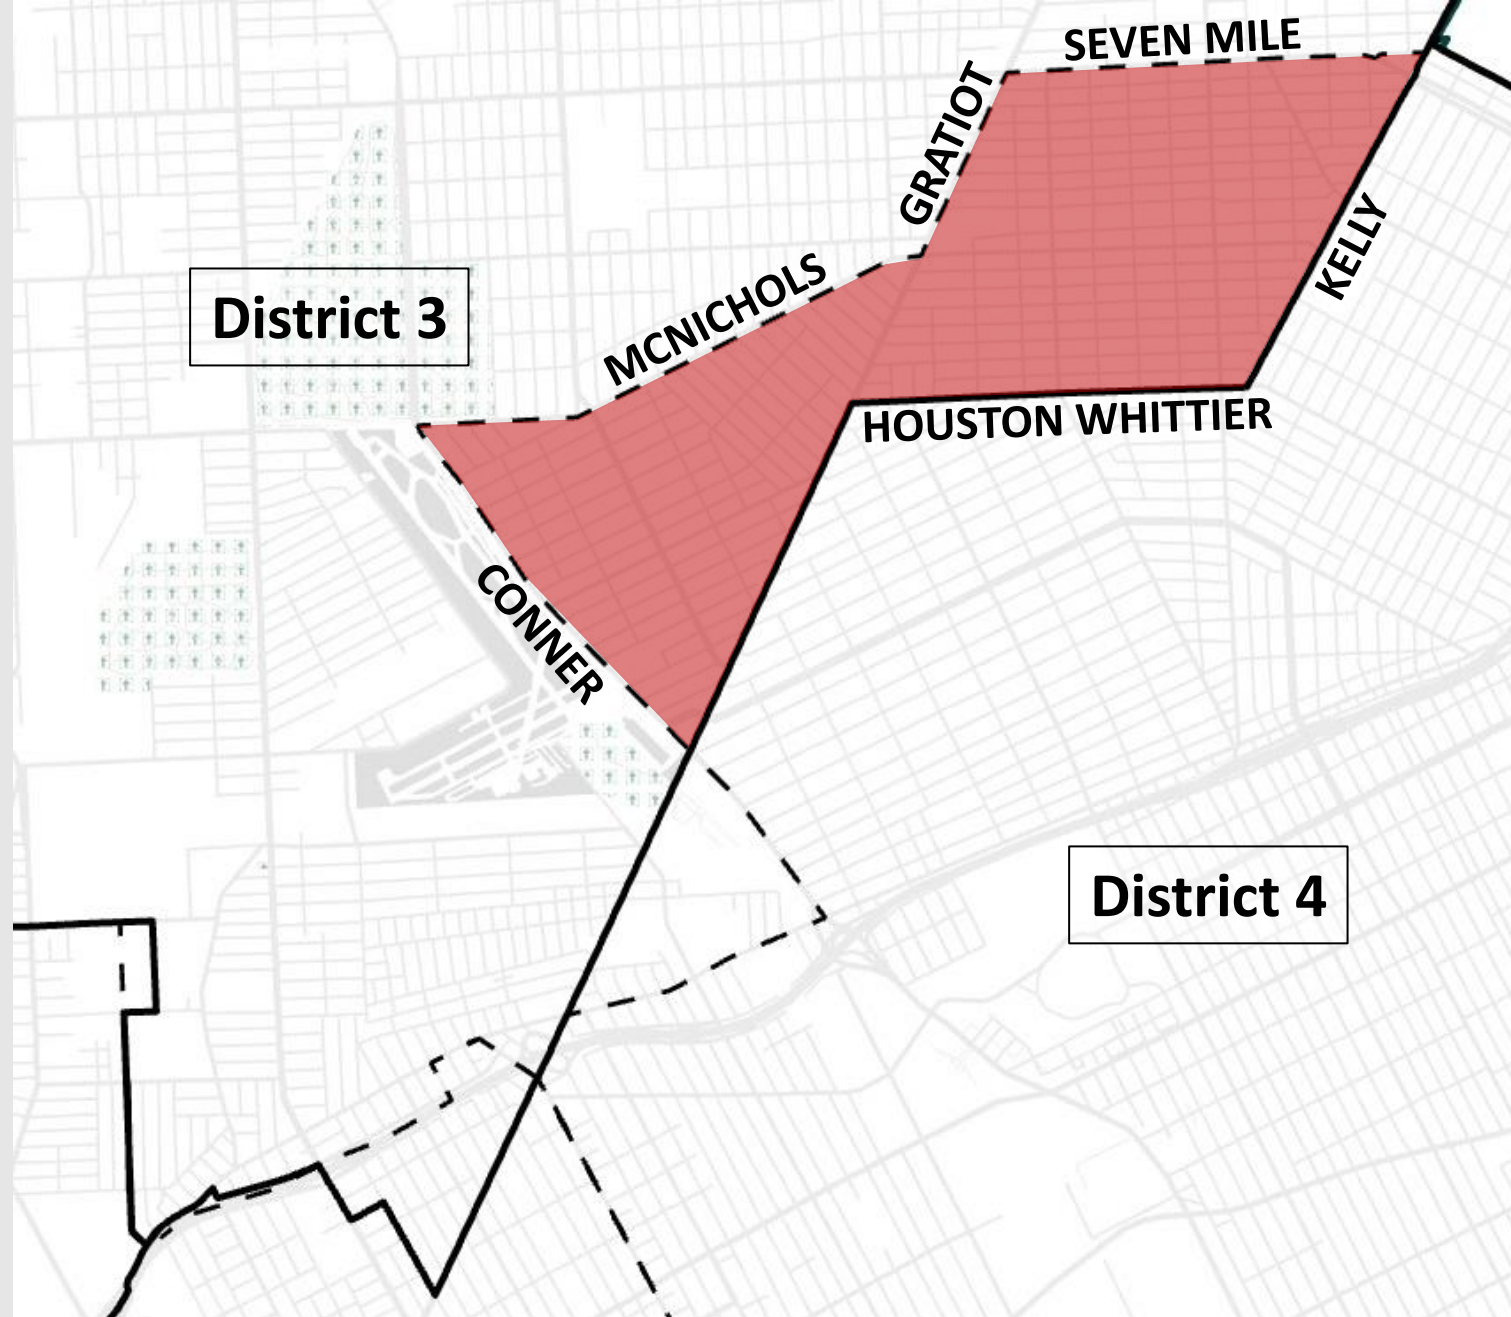 SEVEN MILE
GRATIOT
KELLY
MCNICHOLS
District 3
HOUSTON WHITTIER
CONNER
District 4